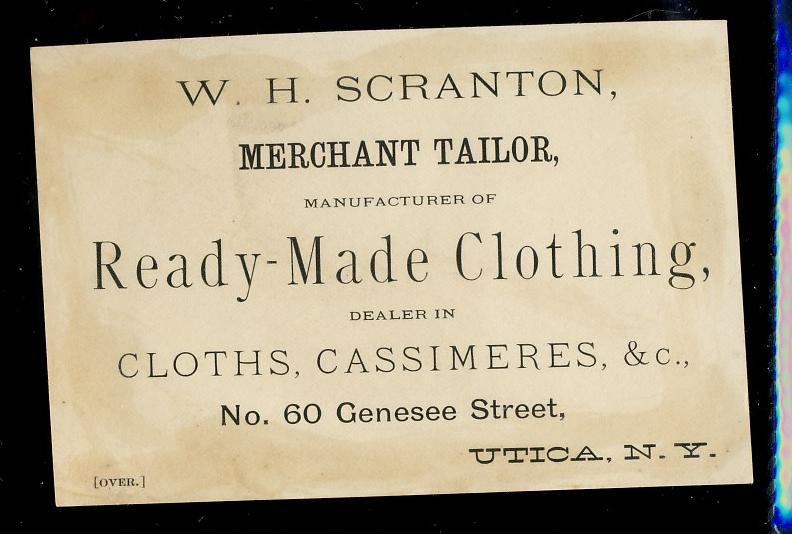 W. H. SCRANTON,
MERCHANT TAILOR,
MANUFACTURER OF
Ready-Made Clothing,
DEALER IN
CLOTHS, CASSIMERES, &c.,
No. 60 Genesee Street,
UTICA, N. Y.
[OVER.]